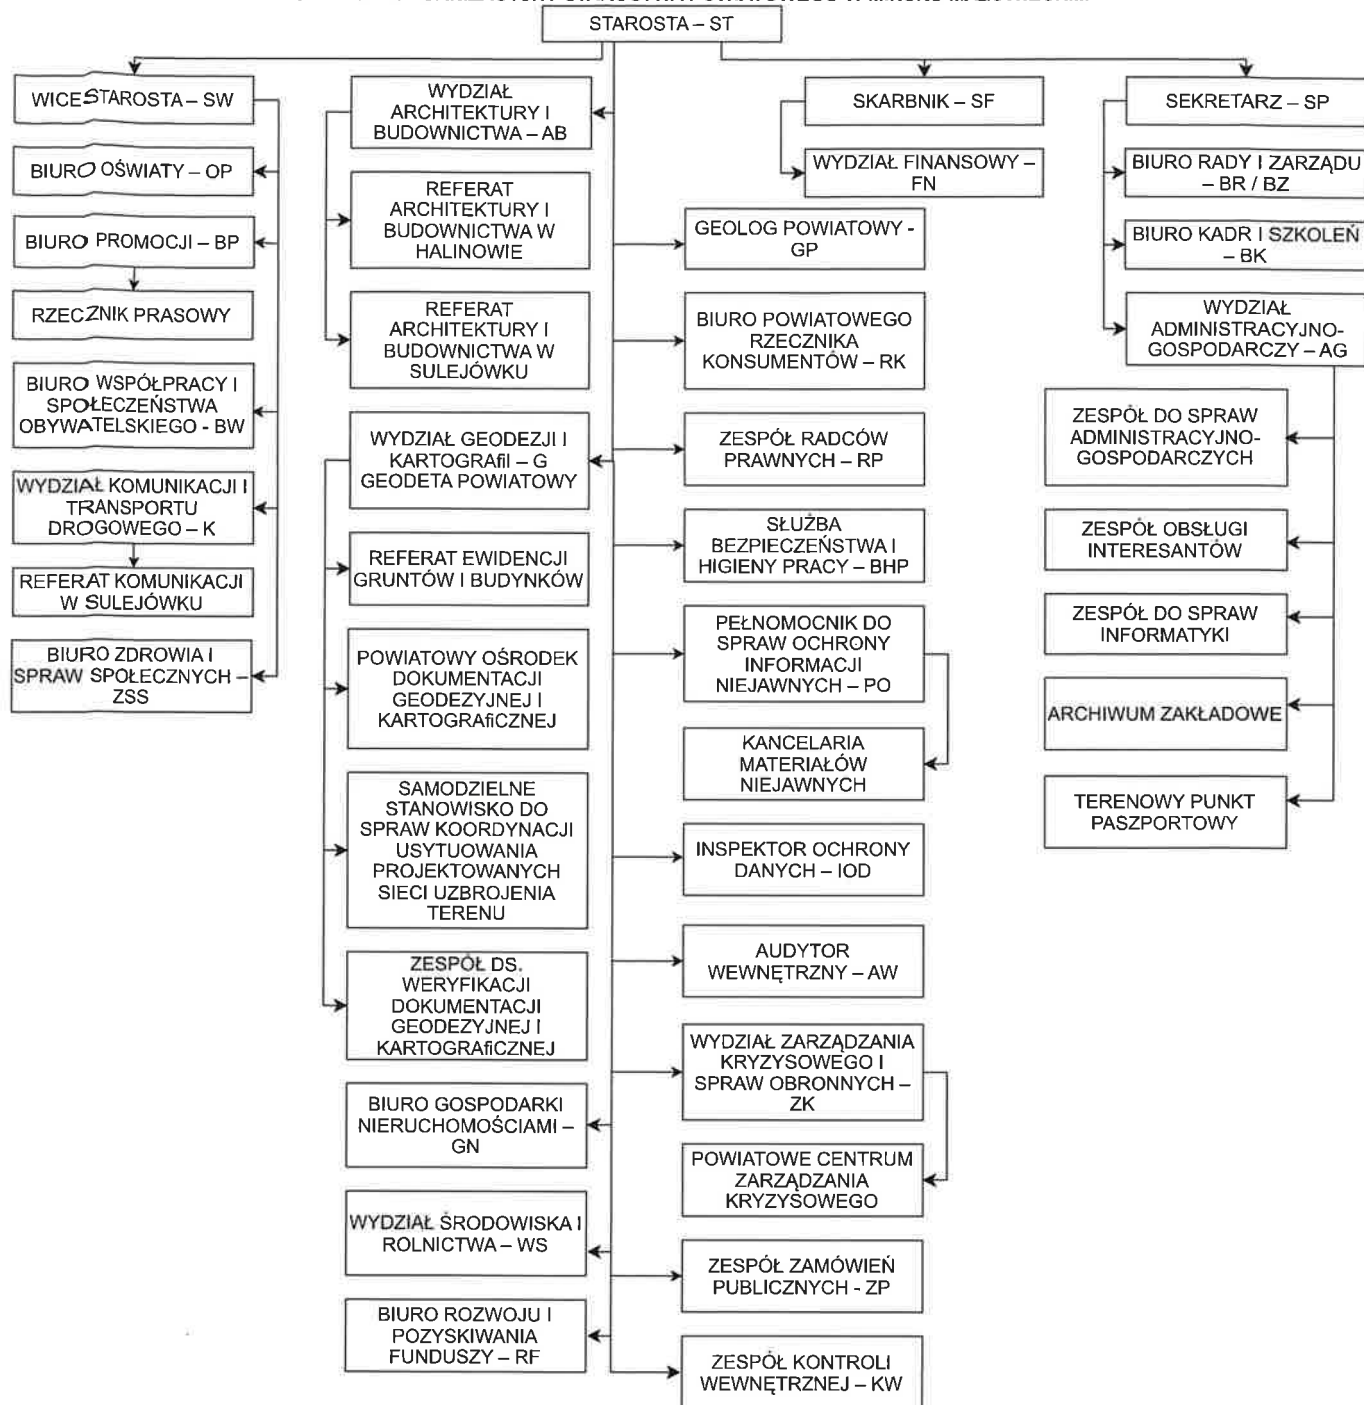 STAROSTA – ST
WICESTAROSTA – SW
BIURO OŚWIATY – OP
BIURO PROMOCJI – BP
RZECZNIK PRASOWY
BIURO WSPÓŁPRACY I
SPOŁECZEŃSTWA
OBYWATELSKIEGO - BW
WYDZIAŁ KOMUNIKACJI I
TRANSPORTU
DROGOWEGO – K
REFERAT KOMUNIKACJI
W SULEJÓWKU
BIURO ZDROWIA I
SPRAW SPOŁECZNYCH –
ZSS
WYDZIAŁ
ARCHITEKTURY I
BUDOWNICTWA – AB
REFERAT
ARCHITEKTURY I
BUDOWNICTWA W
HALINOWIE
REFERAT
ARCHITEKTURY I
BUDOWNICTWA W
SULEJÓWKU
WYDZIAŁ GEODEZJI I
KARTOGRAfiI – G
GEODETA POWIATOWY
REFERAT EWIDENCJI
GRUNTÓW I BUDYNKÓW
POWIATOWY OŚRODEK
DOKUMENTACJI
GEODEZYJNEJ I
KARTOGRAfiCZNEJ
SAMODZIELNE
STANOWISKO DO
SPRAW KOORDYNACJI
USYTUOWANIA
PROJEKTOWANYCH
SIECI UZBROJENIA
TERENU
ZESPÓŁ DS.
WERYFIKACJI
DOKUMENTACJI
GEODEZYJNEJ I
KARTOGRAfiCZNEJ
BIURO GOSPODARKI
NIERUCHOMOŚCIAMI –
GN
WYDZIAŁ ŚRODOWISKA I
ROLNICTWA – WS
BIURO ROZWOJU I
POZYSKIWANIA
FUNDUSZY – RF
SKARBNIK – SF
WYDZIAŁ FINANSOWY –
FN
GEOLOG POWIATOWY -
GP
BIURO POWIATOWEGO
RZECZNIKA
KONSUMENTÓW – RK
ZESPÓŁ RADCÓW
PRAWNYCH – RP
SŁUŻBA
BEZPIECZEŃSTWA I
HIGIENY PRACY – BHP
PEŁNOMOCNIK DO
SPRAW OCHRONY
INFORMACJI
NIEJAWNYCH – PO
KANCELARIA
MATERIAŁÓW
NIEJAWNYCH
INSPEKTOR OCHRONY
DANYCH – IOD
AUDYTOR
WEWNĘTRZNY – AW
WYDZIAŁ ZARZĄDZANIA
KRYZYSOWEGO I
SPRAW OBRONNYCH –
ZK
POWIATOWE CENTRUM
ZARZĄDZANIA
KRYZYSOWEGO
ZESPÓŁ ZAMÓWIEŃ
PUBLICZNYCH - ZP
ZESPÓŁ KONTROLI
WEWNĘTRZNEJ – KW
SEKRETARZ – SP
BIURO RADY I ZARZĄDU
– BR / BZ
BIURO KADR I SZKOLEŃ
– BK
WYDZIAŁ
ADMINISTRACYJNO-
GOSPODARCZY – AG
ZESPÓŁ DO SPRAW
ADMINISTRACYJNO-
GOSPODARCZYCH
ZESPÓŁ OBSŁUGI
INTERESANTÓW
ZESPÓŁ DO SPRAW
INFORMATYKI
ARCHIWUM ZAKŁADOWE
TERENOWY PUNKT
PASZPORTOWY